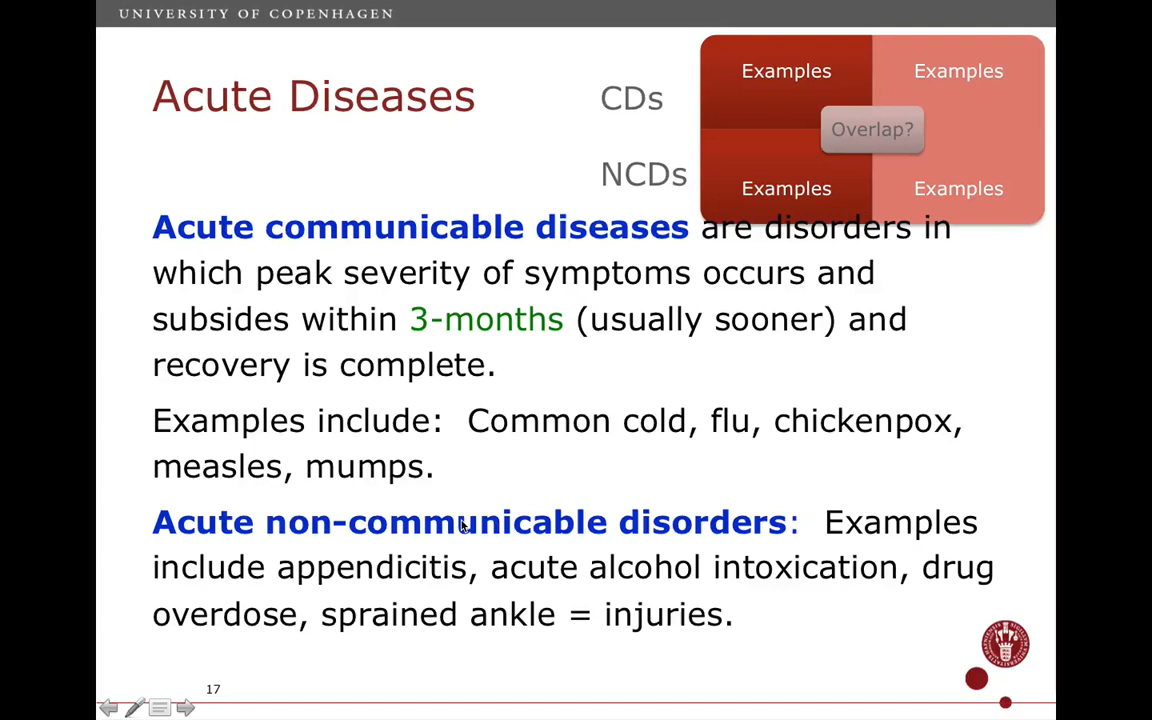 UNIVERSITY OF COPENHAGEN
Acute Diseases
CDs
NCDs
Examples
Examples
Overlap?
Examples
Examples
Acute communicable diseases are disorders in
which peak severity of symptoms occurs and
subsides within 3-months (usually sooner) and
recovery is complete.
Examples include:  Common cold, flu, chickenpox,
measles, mumps.
Acute non-communicable disorders:  Examples
include appendicitis, acute alcohol intoxication, drug
overdose, sprained ankle = injuries.
17